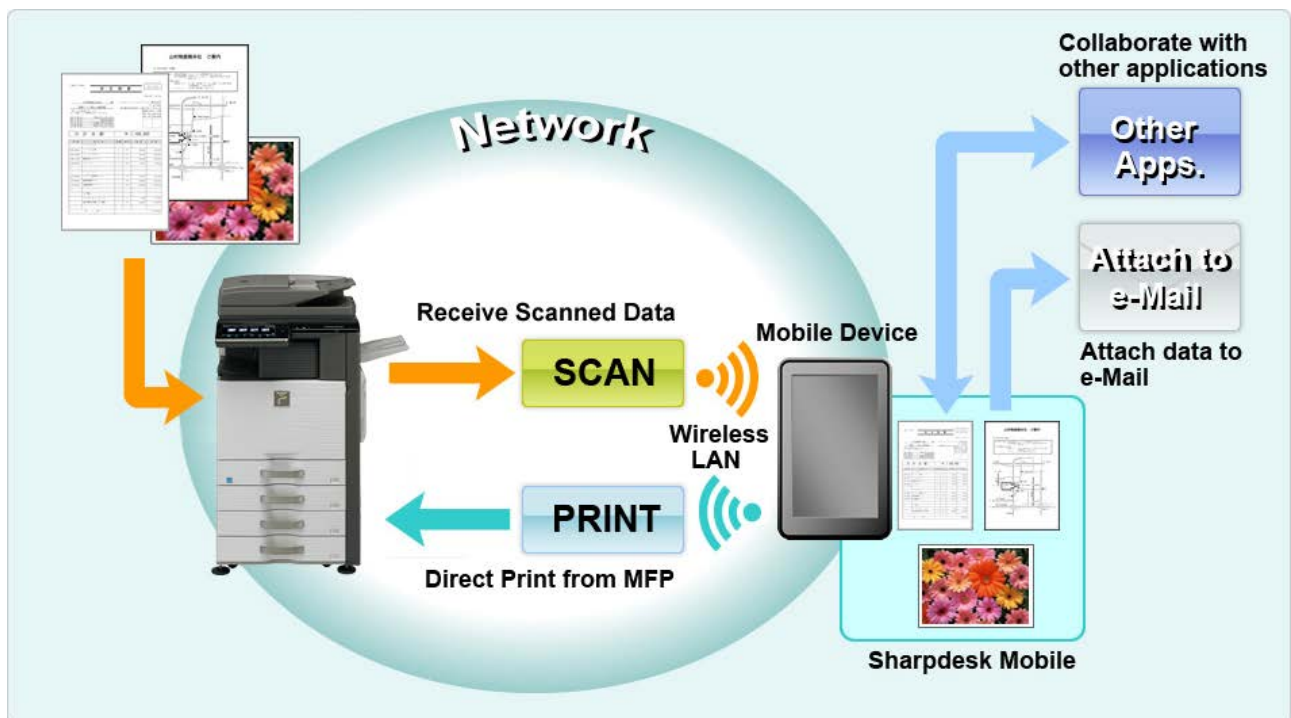 Collaborate with
other applications
Network
Other
Apps.
Attach to
e-Mail
Receive Scanned Data
SCAN
Mobile Device
Attach data to
e-Mail
Wireless
LAN
PRINT
Direct Print from MFP
Sharpdesk Mobile